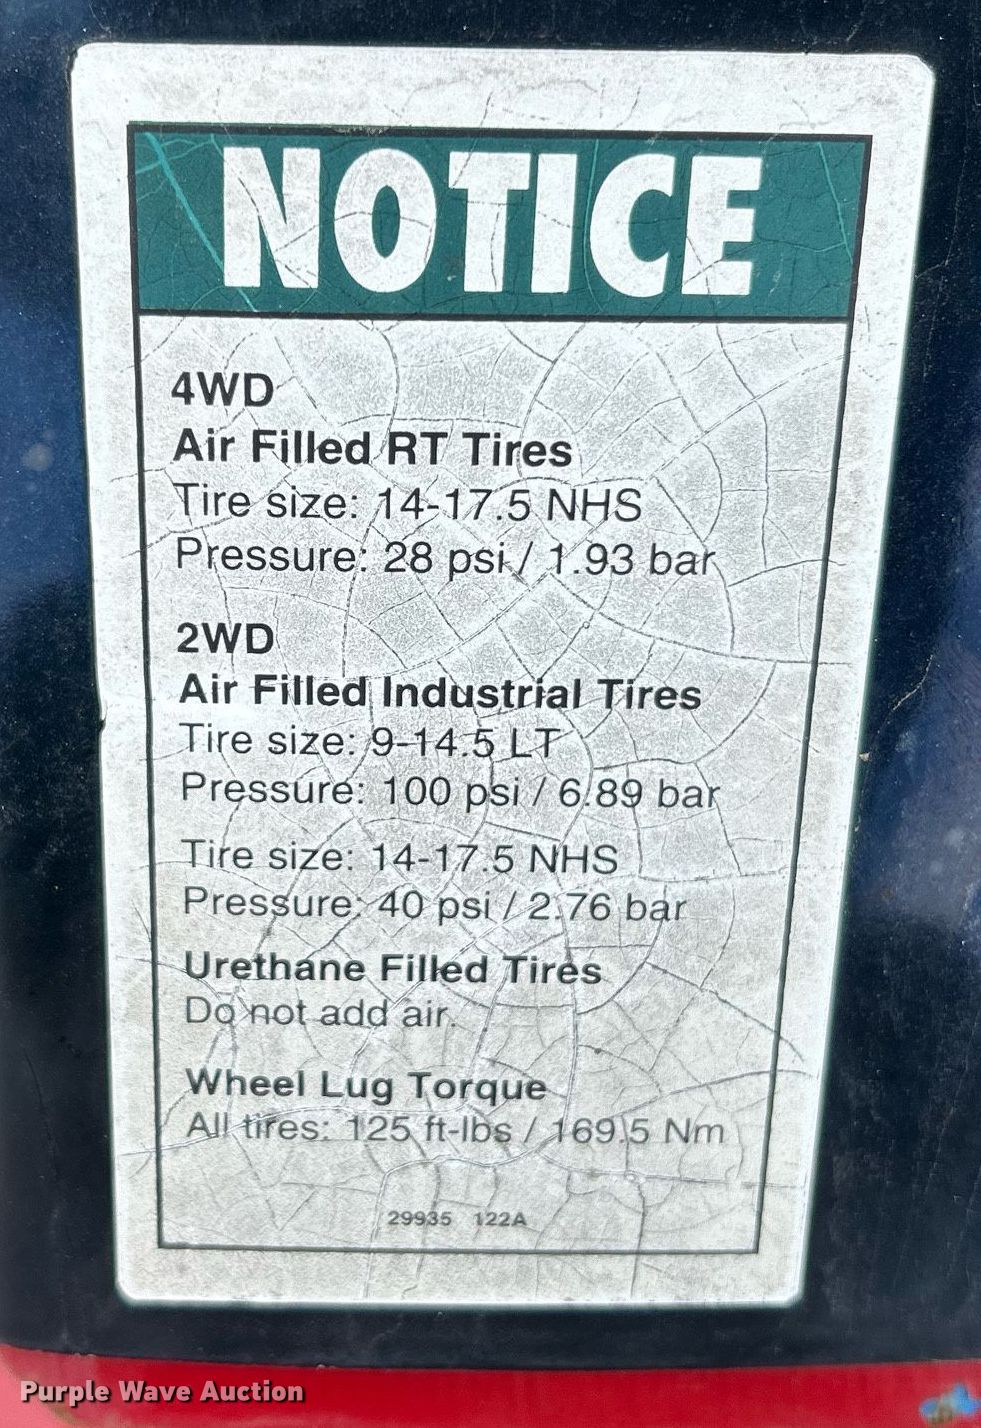 NOTICE
4WD
Air Filled RT Tires
Tire size: 14-17.5 NHS
Pressure: 28 psi / 1.93 bar
2WD
Air Filled Industrial Tires
Tire size: 9-14.5 LT
Pressure: 100 psi / 6.89 bar
Tire size: 14-17.5 NHS
Pressure: 40 psi / 2.76 bar
Urethane Filled Tires
Do not add air.
Wheel Lug Torque
All tires: 125 ft-lbs / 169.5 Nm
29935 122A
Purple Wave Auction